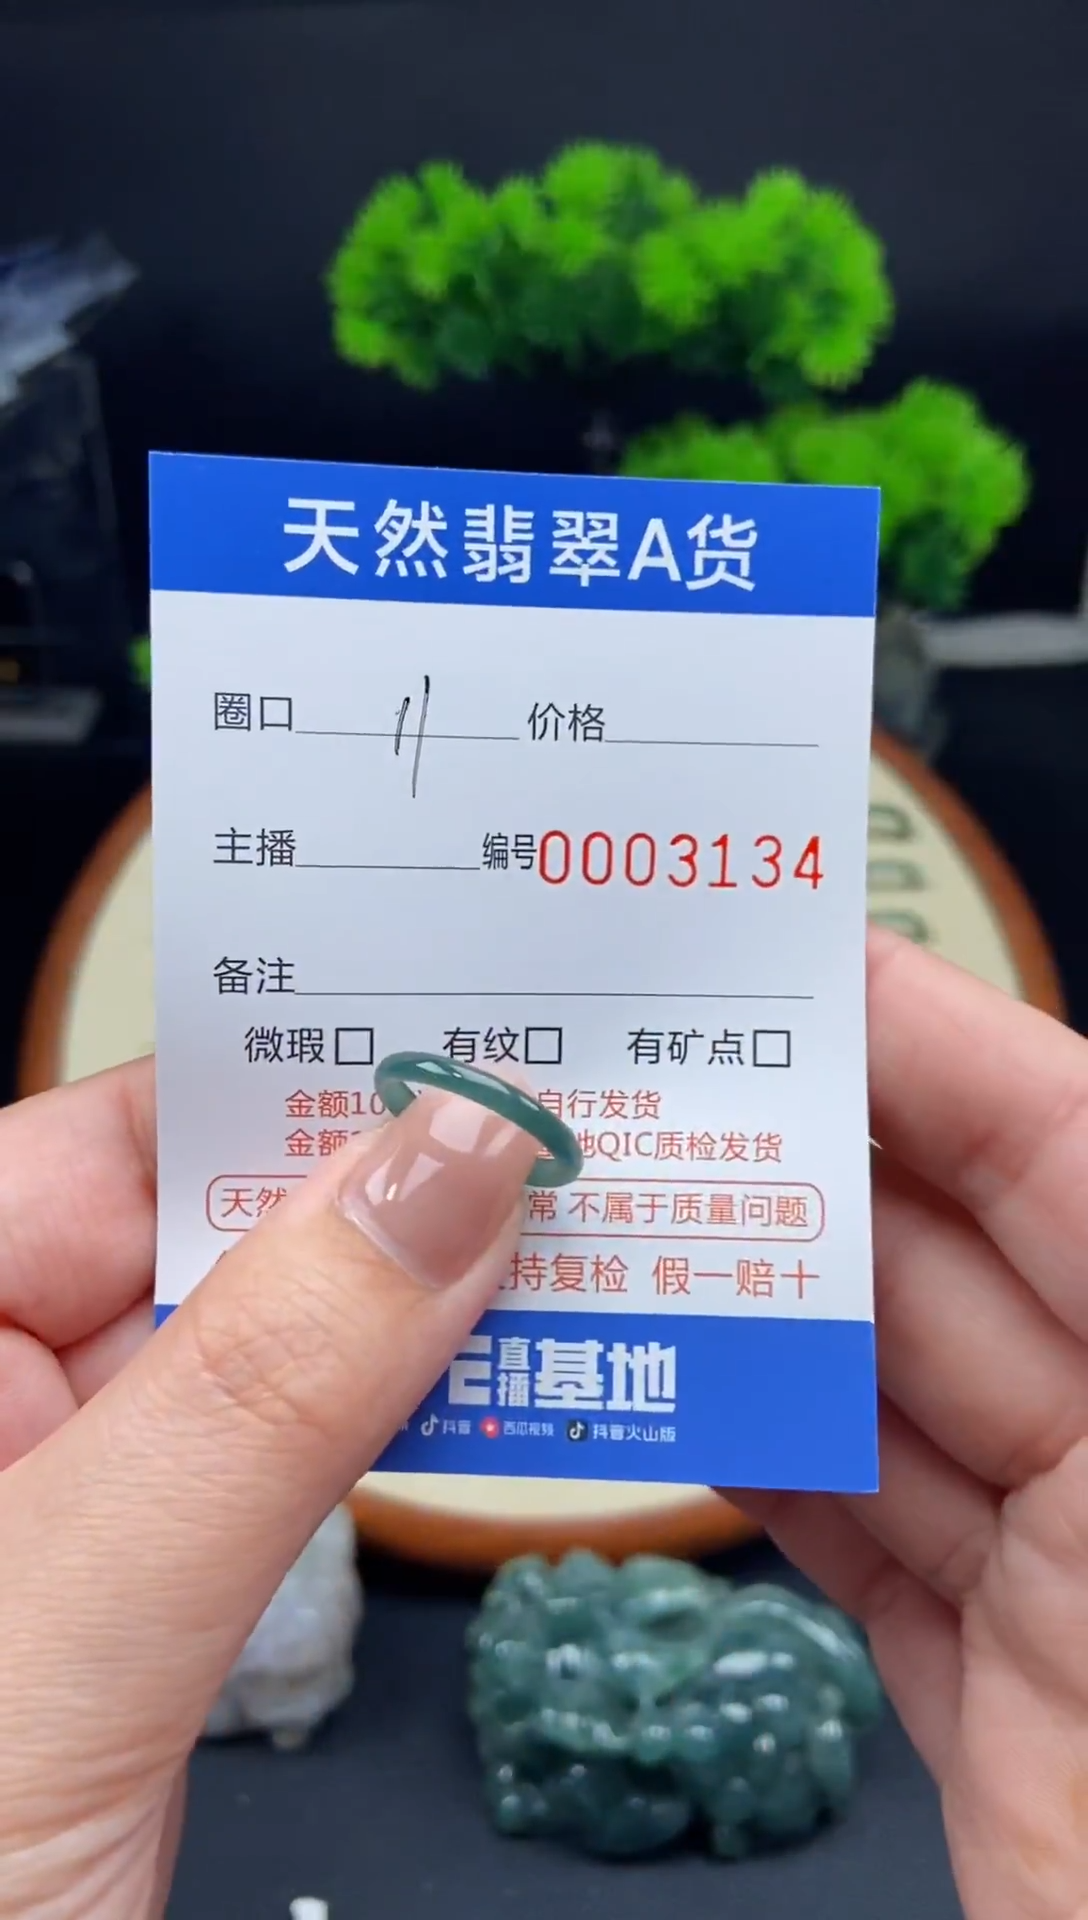 天然翡翠A货
圈口 11 价格
主播 编号0003134
备注
微瑕□ 有纹□ 有矿点□
金额10 自行发货
金额 地QIC质检发货
天然 常 不属于质量问题
持复检 假一赔十
直播基地
抖音 西瓜视频 抖音火山版